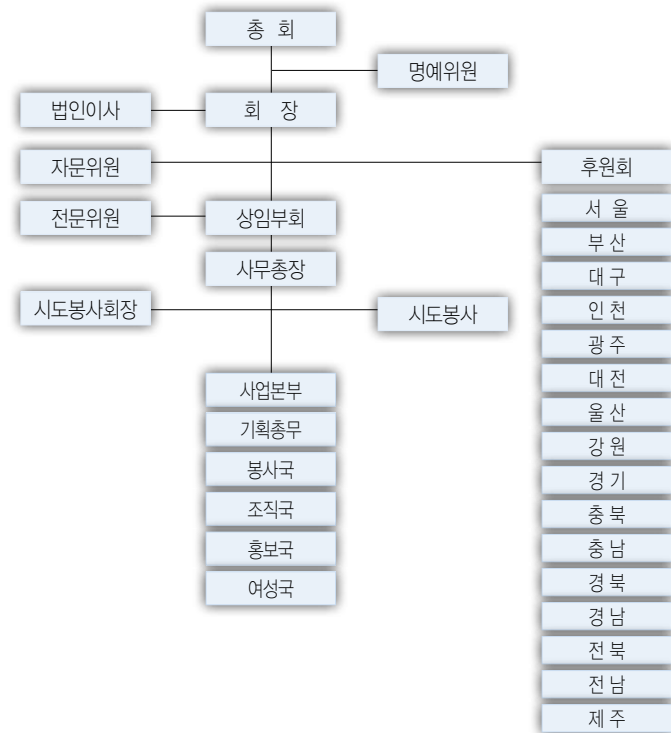 총 회
명예위원
법인이사
회 장
자문위원
후원회
전문위원
상임부회
사무총장
시도봉사회장
시도봉사
사업본부
기획총무
봉사국
조직국
홍보국
여성국
서 울
부 산
대 구
인 천
광 주
대 전
울 산
강 원
경 기
충 북
충 남
경 북
경 남
전 북
전 남
제 주